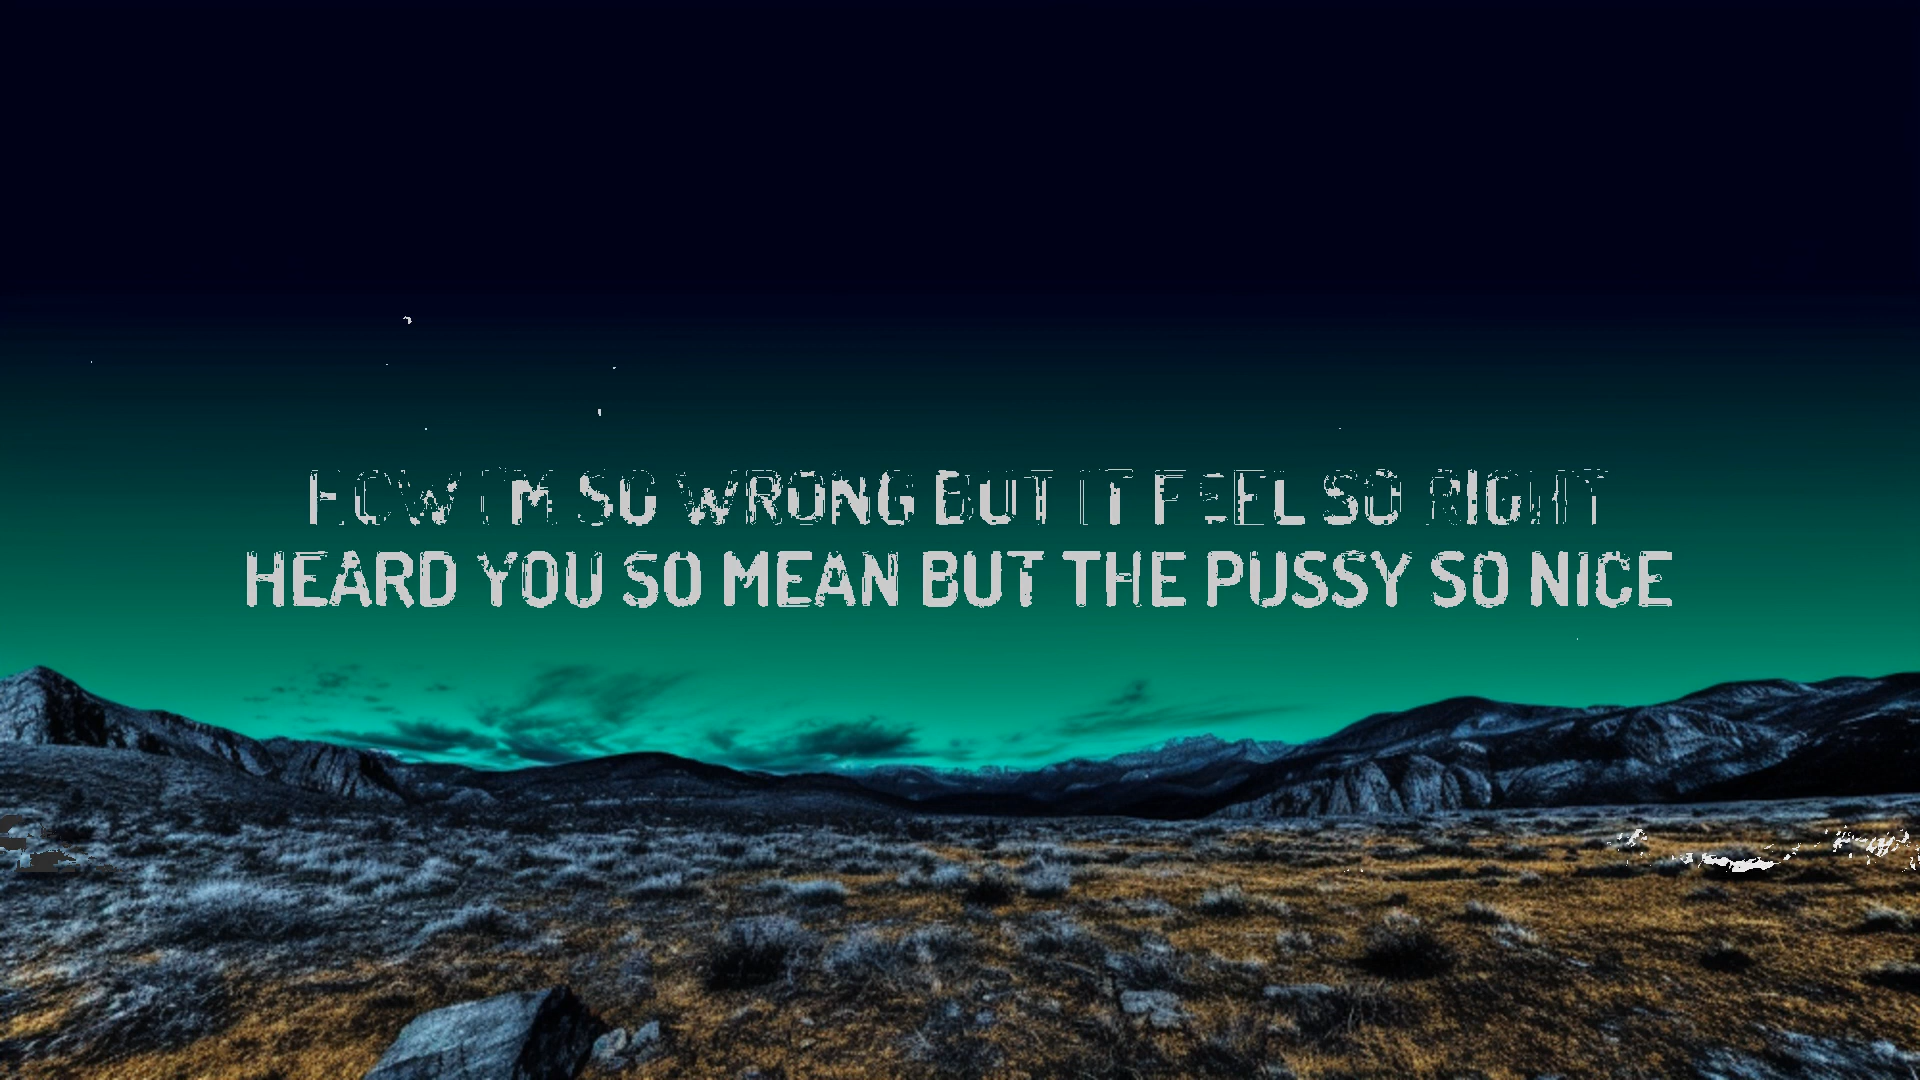 HOW I'M SO WRONG BUT IT FEEL SO RIGHT
HEARD YOU SO MEAN BUT THE PUSSY SO NICE